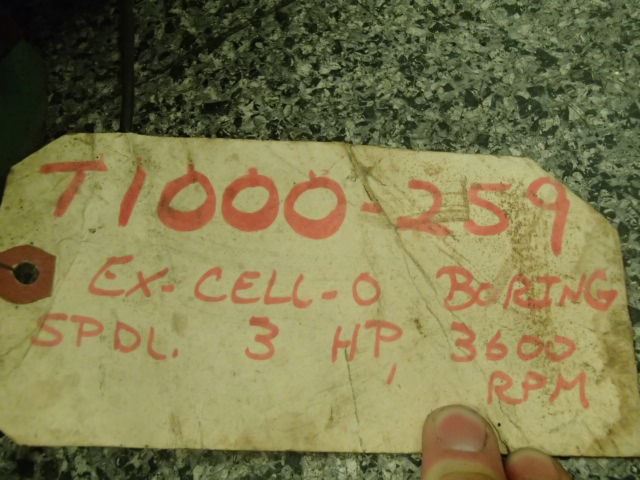 T1000-259
EX-CELL-O BORING
SPDL. 3 HP, 3600
RPM